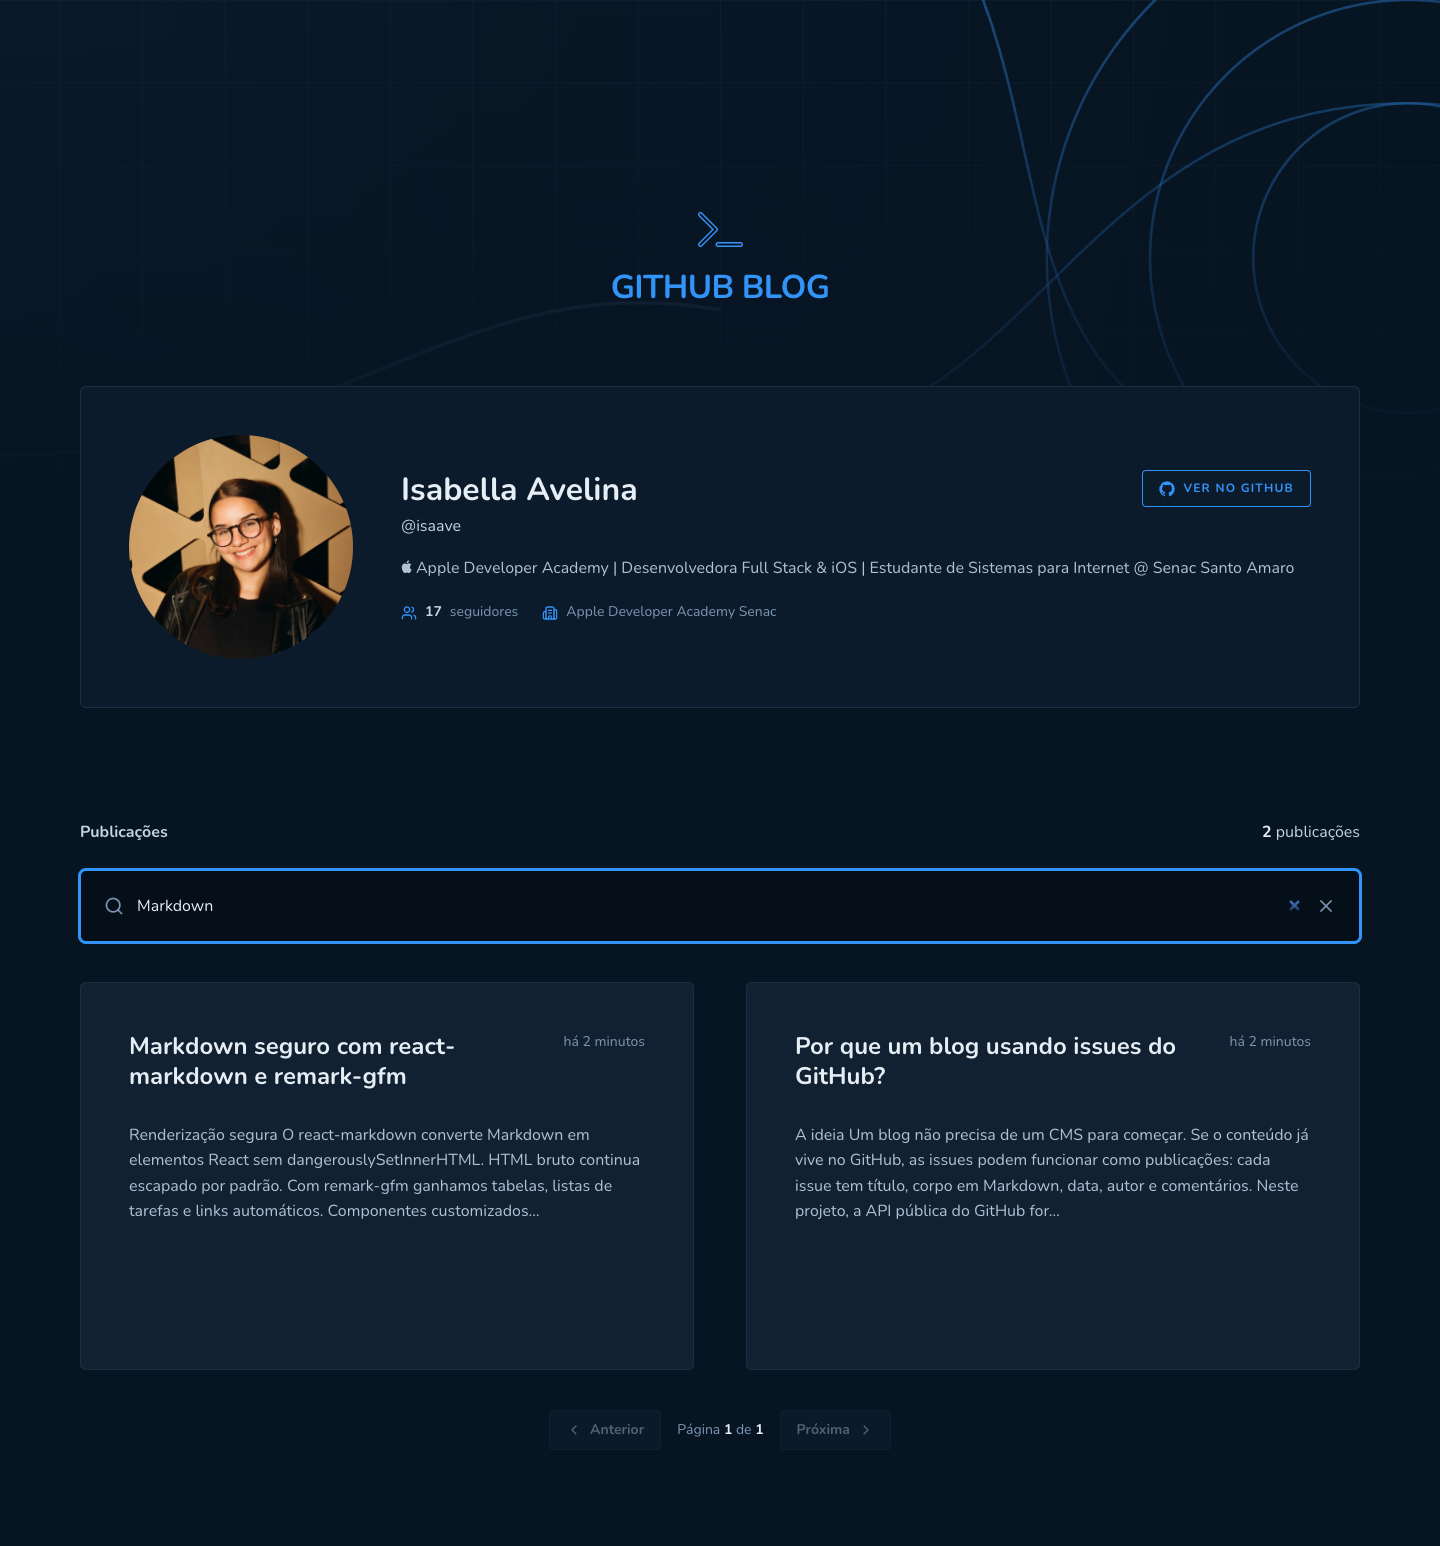 GITHUB BLOG
Isabella Avelina
VER NO GITHUB
@isaave
Apple Developer Academy | Desenvolvedora Full Stack & iOS | Estudante de Sistemas para Internet @ Senac Santo Amaro
17 seguidores
Apple Developer Academy Senac
Publicações
2 publicações
Markdown
Markdown seguro com react-
markdown e remark-gfm
há 2 minutos
Renderização segura O react-markdown converte Markdown em
elementos React sem dangerouslySetInnerHTML. HTML bruto continua
escapado por padrão. Com remark-gfm ganhamos tabelas, listas de
tarefas e links automáticos. Componentes customizados...
Por que um blog usando issues do
GitHub?
há 2 minutos
A ideia Um blog não precisa de um CMS para começar. Se o conteúdo já
vive no GitHub, as issues podem funcionar como publicações: cada
issue tem título, corpo em Markdown, data, autor e comentários. Neste
projeto, a API pública do GitHub for...
Anterior
Página 1 de 1
Próxima